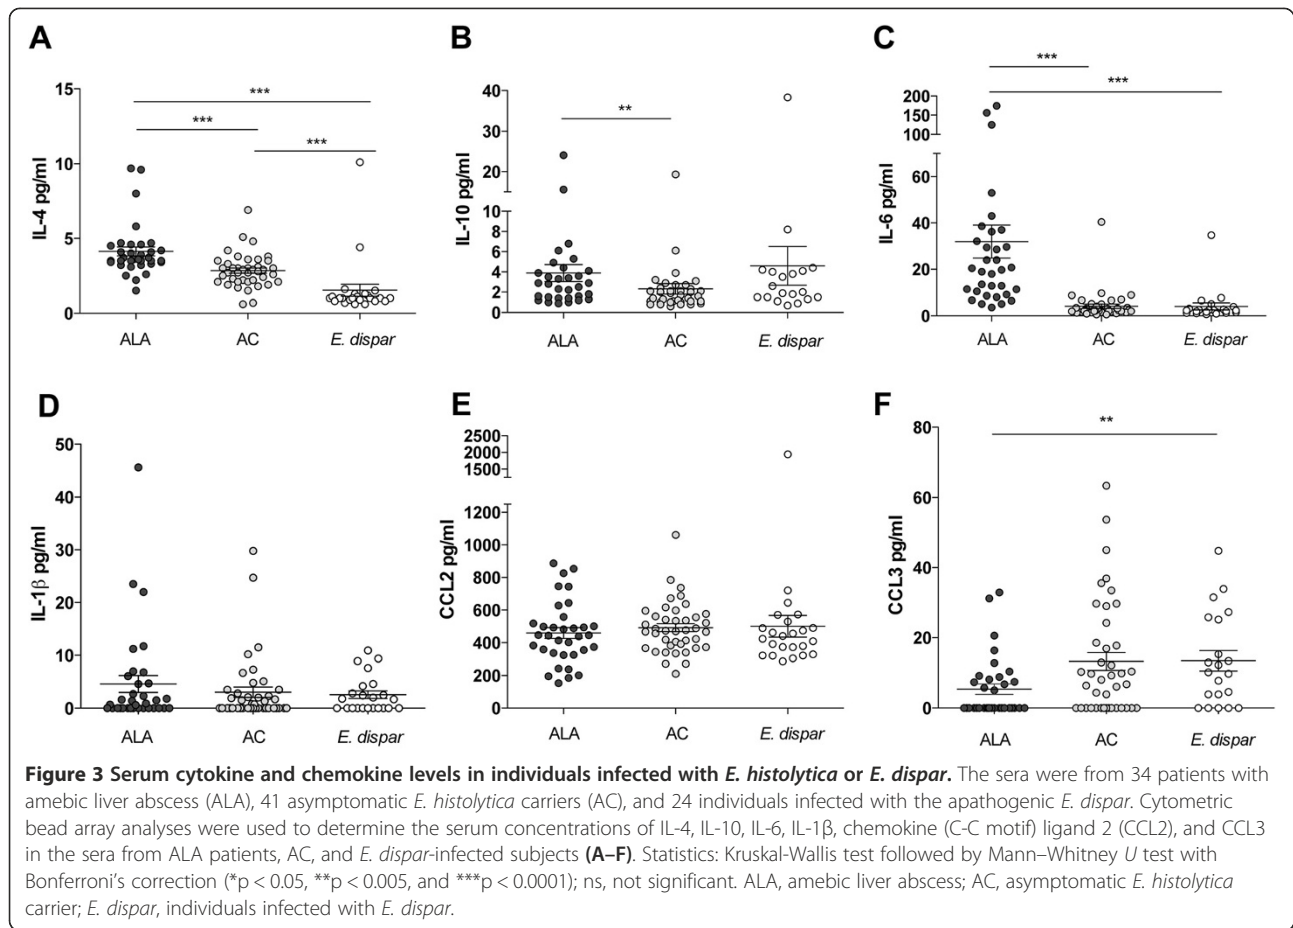 A
B
C
15
10
5
0
IL-4 pg/ml
***
***
***
ALA
AC
E. dispar
40
30
20
10
8
6
4
2
0
IL-10 pg/ml
**
ALA
AC
E. dispar
200
150
100
60
40
20
0
IL-6 pg/ml
***
***
ALA
AC
E. dispar
D
E
F
50
40
30
20
10
0
IL-1β pg/ml
ALA
AC
E. dispar
2500
2000
1500
1200
1000
800
600
400
200
0
CCL2 pg/ml
ALA
AC
E. dispar
80
60
40
20
0
CCL3 pg/ml
**
ALA
AC
E. dispar
Figure 3 Serum cytokine and chemokine levels in individuals infected with E. histolytica or E. dispar. The sera were from 34 patients with
amebic liver abscess (ALA), 41 asymptomatic E. histolytica carriers (AC), and 24 individuals infected with the apathogenic E. dispar. Cytometric
bead array analyses were used to determine the serum concentrations of IL-4, IL-10, IL-6, IL-1β, chemokine (C-C motif) ligand 2 (CCL2), and CCL3
in the sera from ALA patients, AC, and E. dispar-infected subjects (A–F). Statistics: Kruskal-Wallis test followed by Mann–Whitney U test with
Bonferroni's correction (*p < 0.05, **p < 0.005, and ***p < 0.0001); ns, not significant. ALA, amebic liver abscess; AC, asymptomatic E. histolytica
carrier; E. dispar, individuals infected with E. dispar.